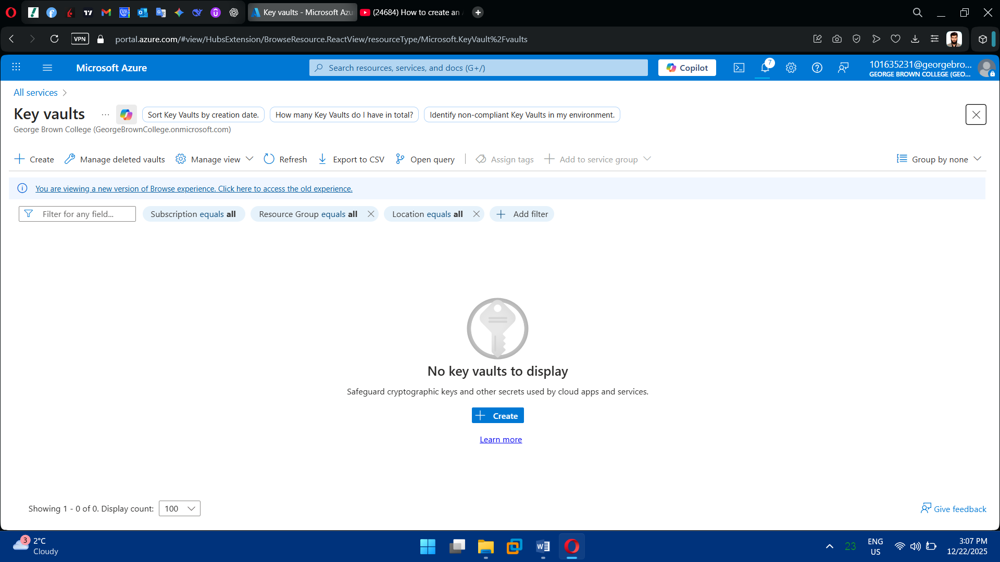 Key vaults - Microsoft Azu
(24684) How to create an
VPN
portal.azure.com/#view/HubsExtension/BrowseResource.ReactView/resourceType/Microsoft.KeyVault%2Fvaults
Microsoft Azure
Search resources, services, and docs (G+/)
Copilot
7
101635231@georgebro...
GEORGE BROWN COLLEGE (GEO...
All services
Key vaults
Sort Key Vaults by creation date.
How many Key Vaults do I have in total?
Identify non-compliant Key Vaults in my environment.
George Brown College (GeorgeBrownCollege.onmicrosoft.com)
Create
Manage deleted vaults
Manage view
Refresh
Export to CSV
Open query
Assign tags
Add to service group
Group by none
You are viewing a new version of Browse experience. Click here to access the old experience.
Filter for any field...
Subscription equals all
Resource Group equals all
Location equals all
Add filter
No key vaults to display
Safeguard cryptographic keys and other secrets used by cloud apps and services.
Create
Learn more
Showing 1 - 0 of 0. Display count:
100
Give feedback
3
2°C
Cloudy
23
ENG
US
3:07 PM
12/22/2025